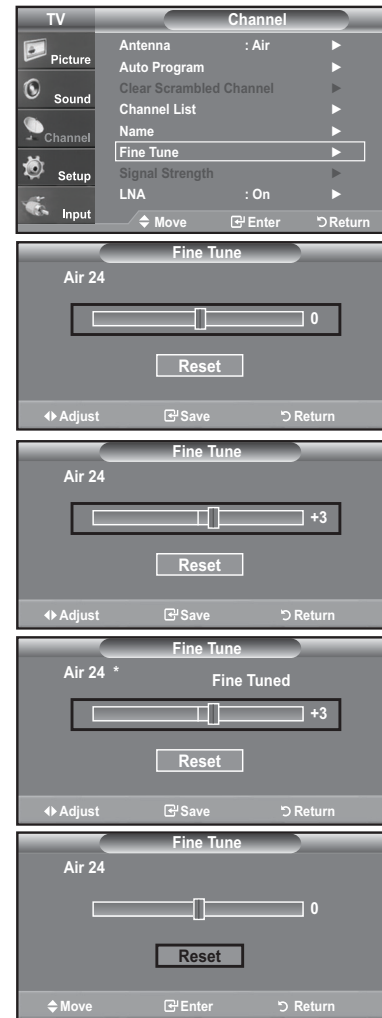 TV Channel
Picture
Sound
Channel
Setup
Input
Antenna : Air ►
Auto Program ►
Clear Scrambled Channel ►
Channel List ►
Name ►
Fine Tune ►
Signal Strength ►
LNA : On ►
Move Enter Return
Fine Tune
Air 24
0
Reset
Adjust Save Return
Fine Tune
Air 24
+3
Reset
Adjust Save Return
Fine Tune
Air 24 *
Fine Tuned
+3
Reset
Adjust Save Return
Fine Tune
Air 24
0
Reset
Move Enter Return